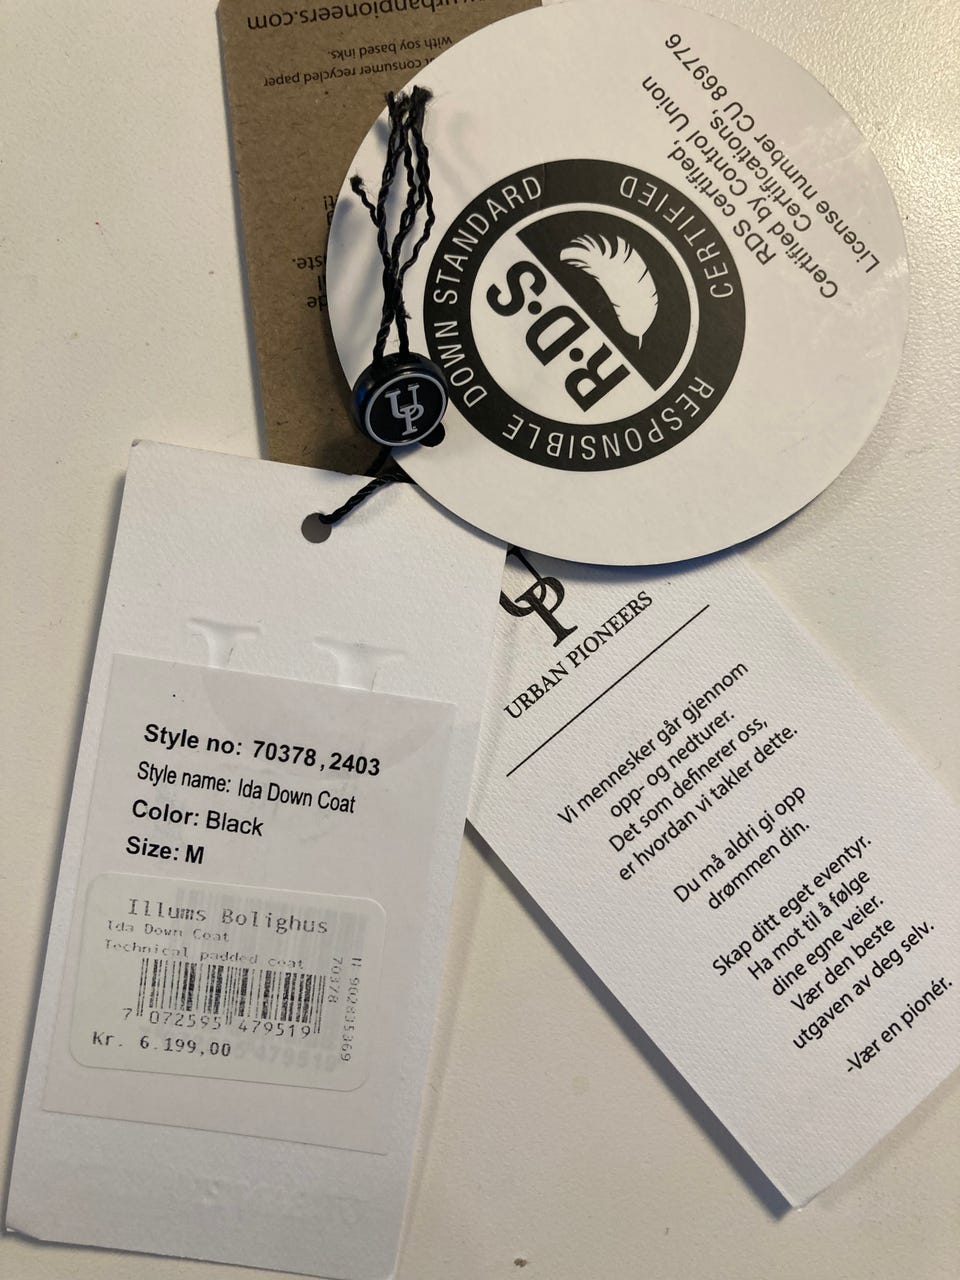 urbanpioneers.com
with soy based inks.
consumer recycled paper
RDS certified,
Certified by Control Union
Certifications,
License number CU 869776
RESPONSIBLE DOWN STANDARD
CERTIFIED
R·D·S
UP
UP
URBAN PIONEERS
Vi mennesker går gjennom
opp- og nedturer.
Det som definerer oss,
er hvordan vi takler dette.
Du må aldri gi opp
drømmen din.
Skap ditt eget eventyr.
Ha mot til å følge
dine egne veier.
Vær den beste
utgaven av deg selv.
-Vær en pionér.
Style no: 70378,2403
Style name: Ida Down Coat
Color: Black
Size: M
Illums Bolighus
Ida Down Coat
Technical padded coat
70378
7 072595 479519
Kr. 6.199,00